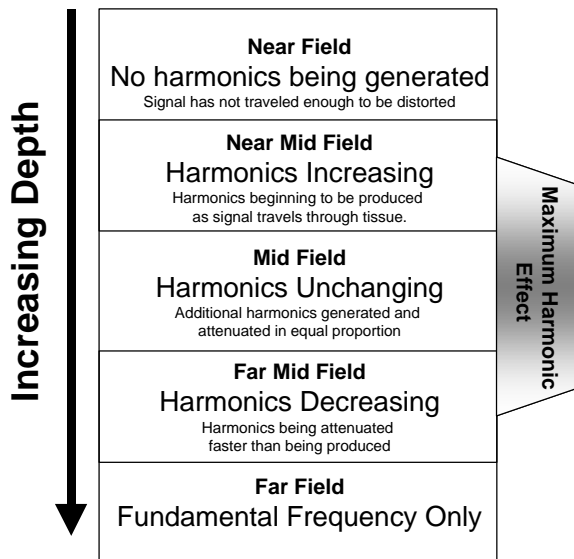 Increasing Depth
Near Field
No harmonics being generated
Signal has not traveled enough to be distorted
Near Mid Field
Harmonics Increasing
Harmonics beginning to be produced
as signal travels through tissue.
Mid Field
Harmonics Unchanging
Additional harmonics generated and
attenuated in equal proportion
Far Mid Field
Harmonics Decreasing
Harmonics being attenuated
faster than being produced
Far Field
Fundamental Frequency Only
Maximum Harmonic
Effect